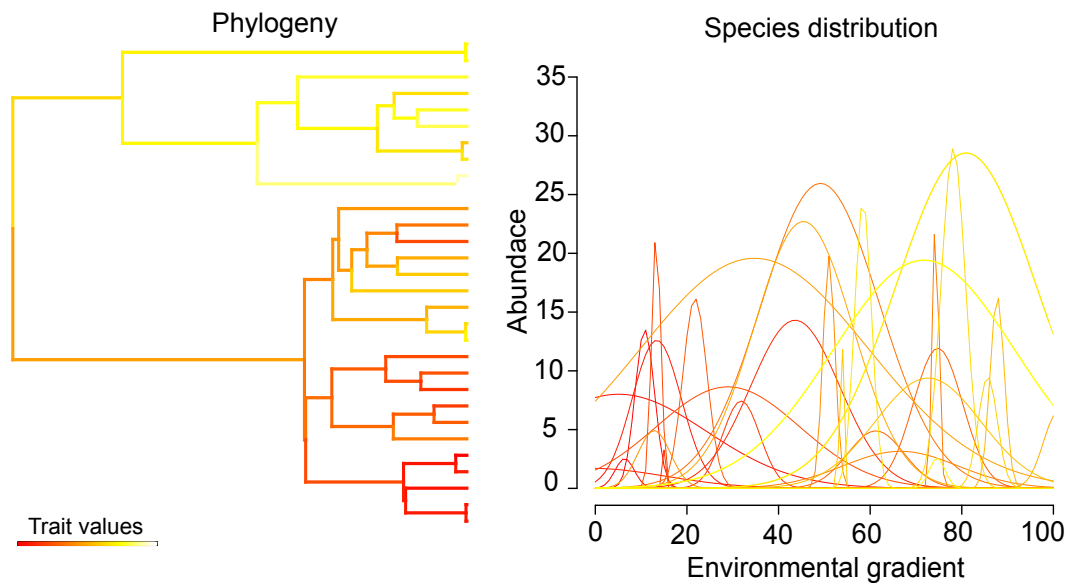 Phylogeny
Trait values
Species distribution
Abundace
35
30
25
20
15
10
5
0
0 20 40 60 80 100
Environmental gradient